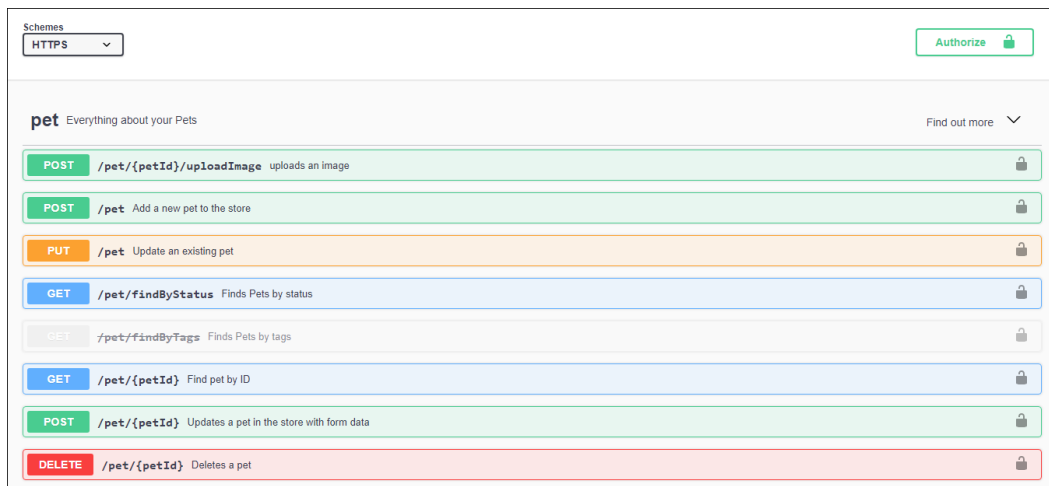 Schemes
HTTPS
Authorize
pet Everything about your Pets
Find out more
POST /pet/{petId}/uploadImage uploads an image
POST /pet Add a new pet to the store
PUT /pet Update an existing pet
GET /pet/findByStatus Finds Pets by status
GET /pet/findByTags Finds Pets by tags
GET /pet/{petId} Find pet by ID
POST /pet/{petId} Updates a pet in the store with form data
DELETE /pet/{petId} Deletes a pet